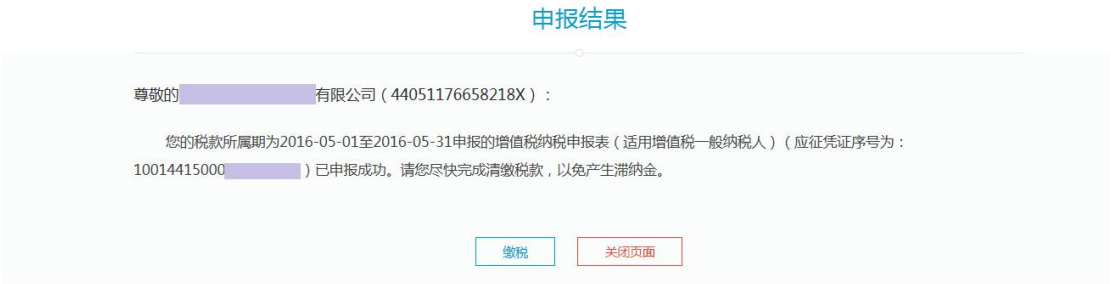 申报结果
尊敬的 有限公司（44051176658218X）：
您的税款所属期为2016-05-01至2016-05-31申报的增值税纳税申报表（适用增值税一般纳税人）（应征凭证序号为：
10014415000 ）已申报成功。请您尽快完成清缴税款，以免产生滞纳金。
缴税 关闭页面